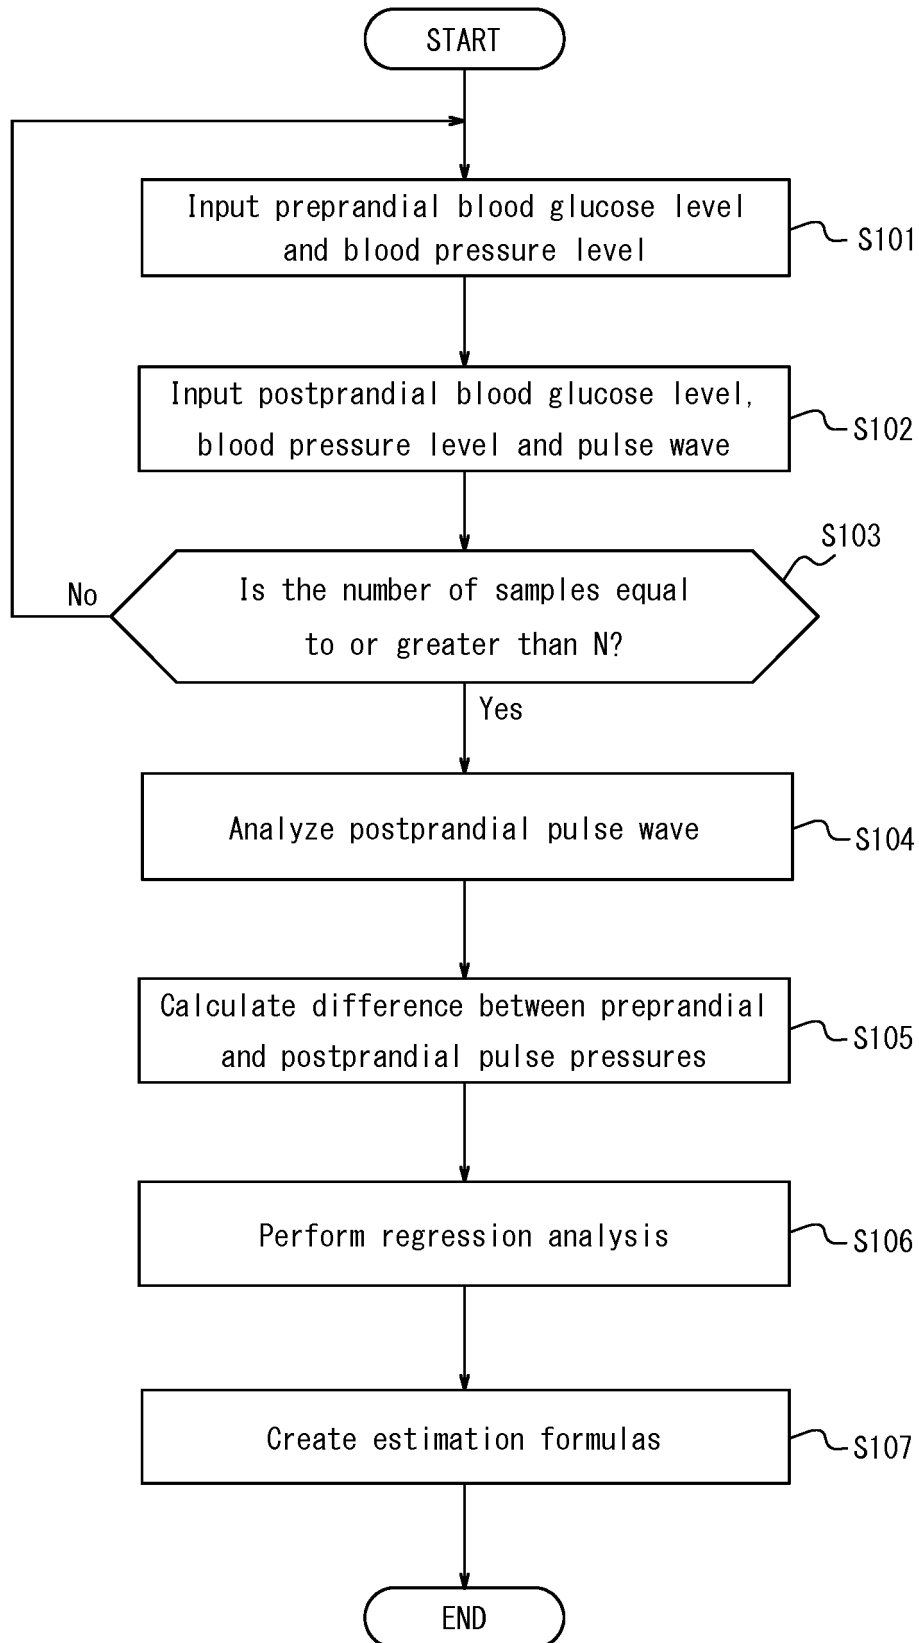 START
Input preprandial blood glucose level
and blood pressure level
S101
Input postprandial blood glucose level,
blood pressure level and pulse wave
S102
S103
Is the number of samples equal
to or greater than N?
No
Yes
Analyze postprandial pulse wave
S104
Calculate difference between preprandial
and postprandial pulse pressures
S105
Perform regression analysis
S106
Create estimation formulas
S107
END